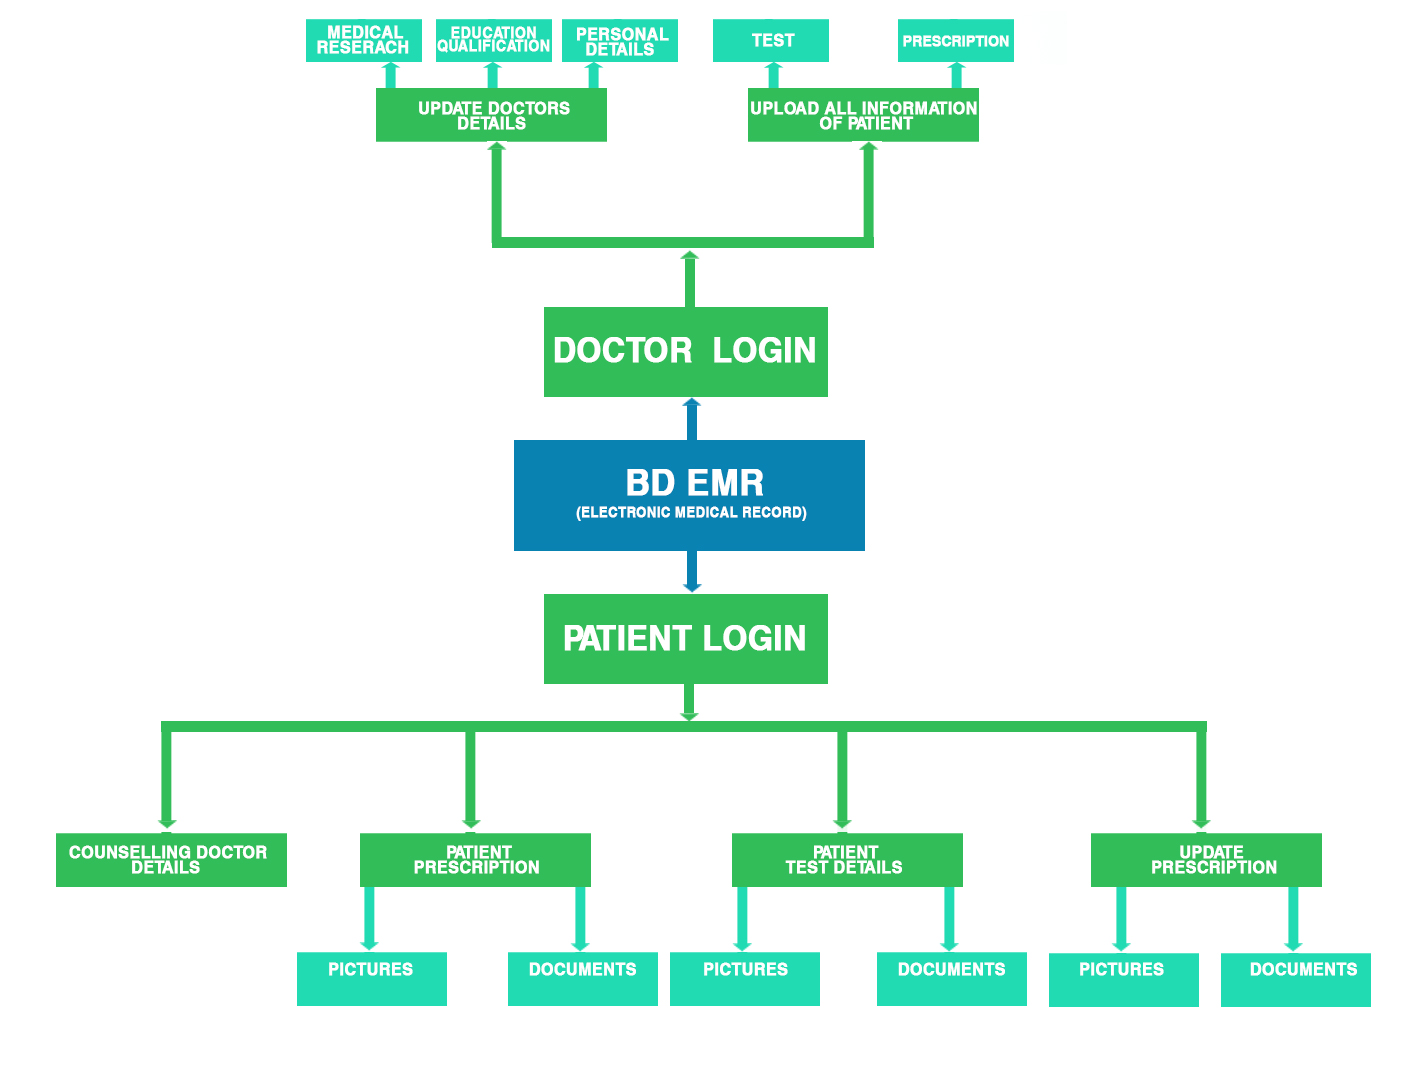 MEDICAL
RESERACH
EDUCATION
QUALIFICATION
PERSONAL
DETAILS
TEST
PRESCRIPTION
UPDATE DOCTORS
DETAILS
UPLOAD ALL INFORMATION
OF PATIENT
DOCTOR LOGIN
BD EMR
(ELECTRONIC MEDICAL RECORD)
PATIENT LOGIN
COUNSELLING DOCTOR
DETAILS
PATIENT
PRESCRIPTION
PATIENT
TEST DETAILS
UPDATE
PRESCRIPTION
PICTURES
DOCUMENTS
PICTURES
DOCUMENTS
PICTURES
DOCUMENTS